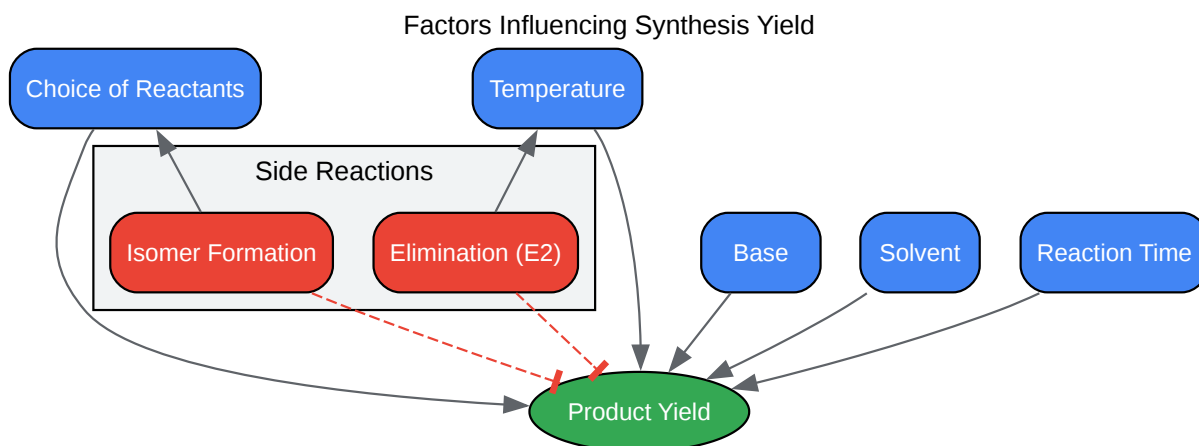 Factors Influencing Synthesis Yield
Choice of Reactants
Temperature
Side Reactions
Isomer Formation
Elimination (E2)
Base
Solvent
Reaction Time
Product Yield